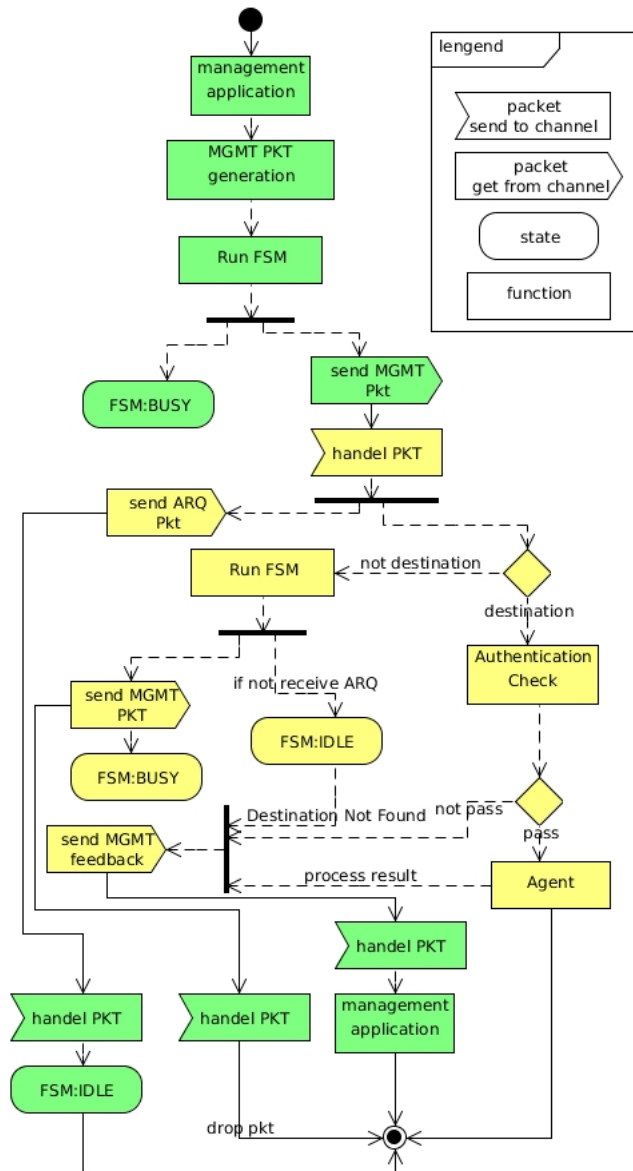 lengend
management
application
packet
send to channel
MGMT PKT
generation
packet
get from channel
state
Run FSM
function
FSM:BUSY
send MGMT
Pkt
handel PKT
send ARQ
Pkt
Run FSM
not destination
destination
Authentication
Check
send MGMT
PKT
if not receive ARQ
FSM:IDLE
FSM:BUSY
Destination Not Found
not pass
pass
send MGMT
feedback
process result
Agent
handel PKT
handel PKT
handel PKT
management
application
FSM:IDLE
drop pkt